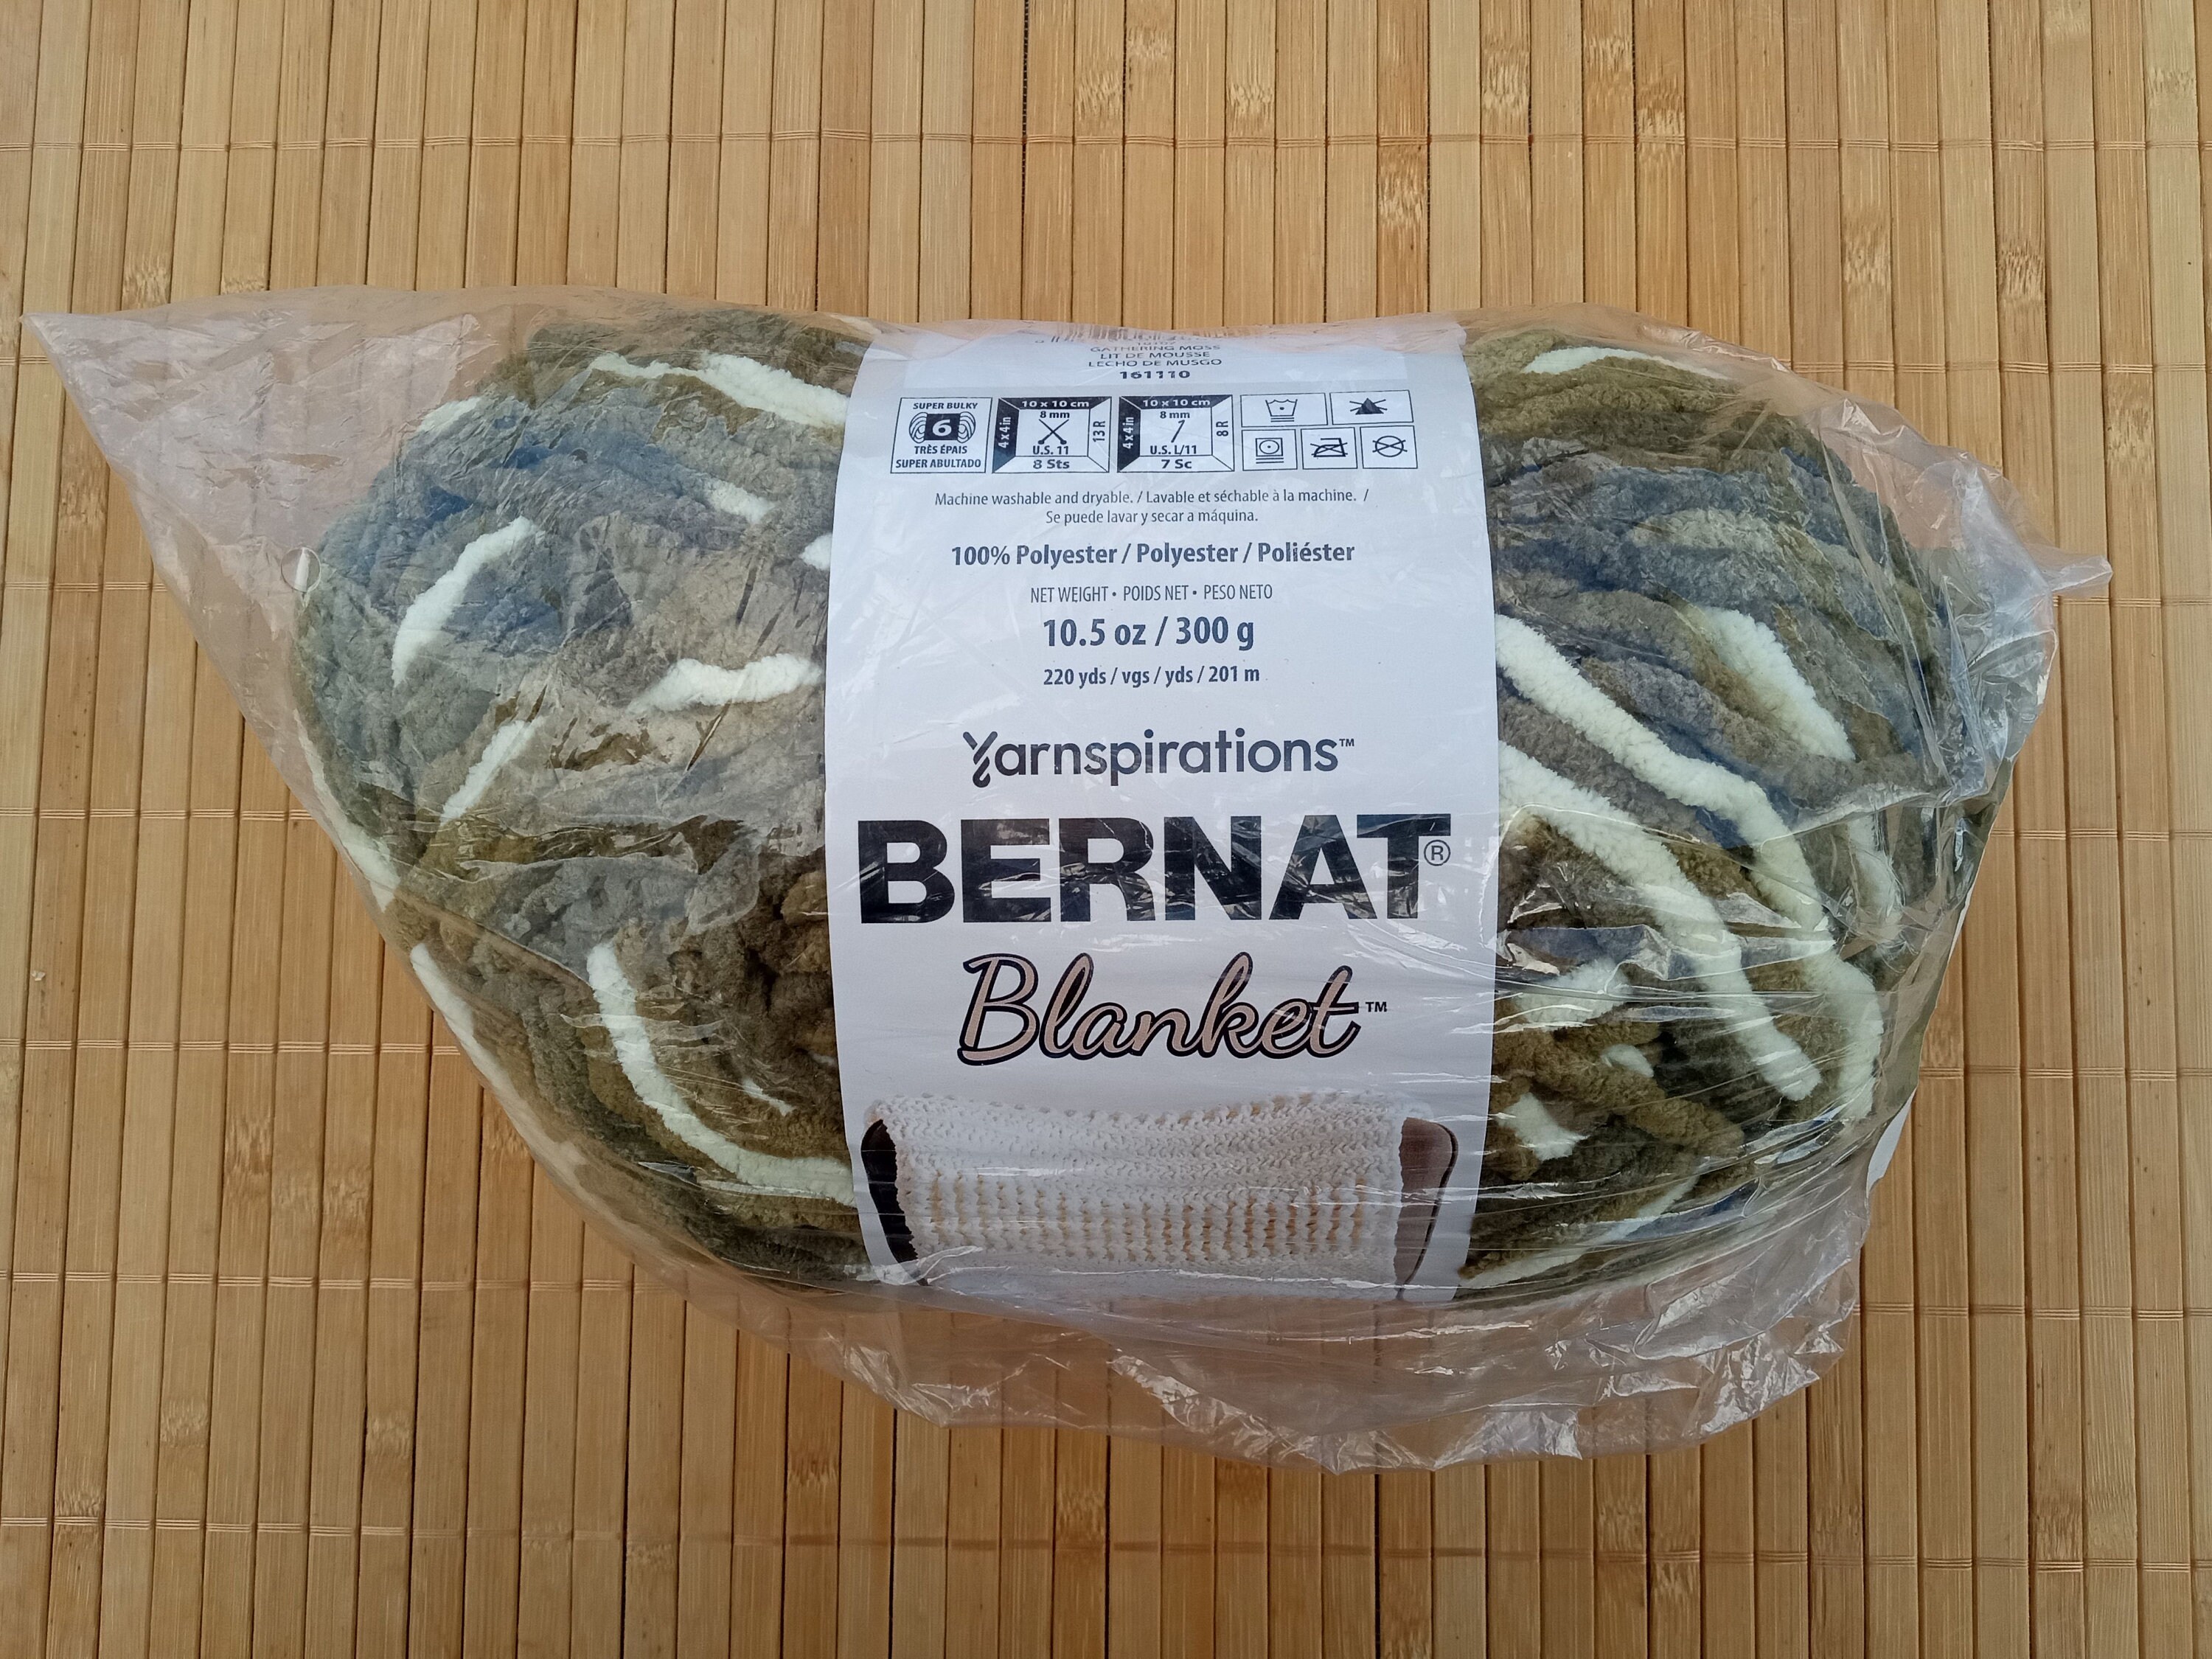 GATHERING MOSS
LIT DE MOUSSE
LECHO DE MUSGO
161110
SUPER BULKY
6
TRÈS ÉPAIS
SUPER ABULTADO
10 x 10 cm
4 x 4 in
8 mm
13 R
U.S. 11
8 Sts
10 x 10 cm
4 x 4 in
8 mm
8 R
U.S. L/11
7 Sc
Machine washable and dryable. / Lavable et séchable à la machine. /
Se puede lavar y secar a máquina.
100% Polyester / Polyester / Poliéster
NET WEIGHT • POIDS NET • PESO NETO
10.5 oz / 300 g
220 yds / vgs / yds / 201 m
Yarnspirations™
BERNAT®
Blanket™